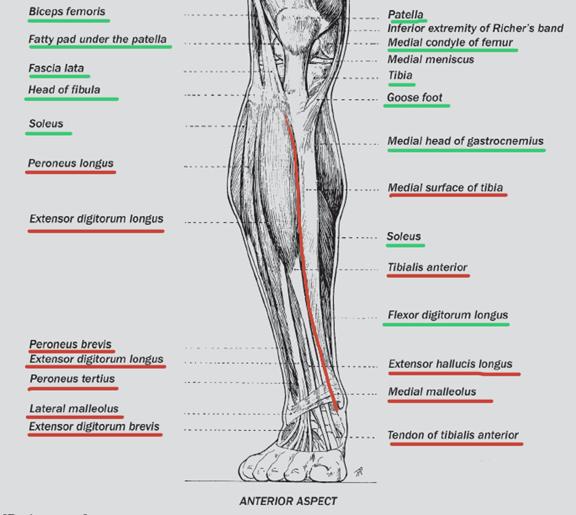 Biceps femoris
Fatty pad under the patella
Fascia lata
Head of fibula
Soleus
Peroneus longus
Extensor digitorum longus
Peroneus brevis
Extensor digitorum longus
Peroneus tertius
Lateral malleolus
Extensor digitorum brevis
Patella
Inferior extremity of Richer's band
Medial condyle of femur
Medial meniscus
Tibia
Goose foot
Medial head of gastrocnemius
Medial surface of tibia
Soleus
Tibialis anterior
Flexor digitorum longus
Extensor hallucis longus
Medial malleolus
Tendon of tibialis anterior
ANTERIOR ASPECT